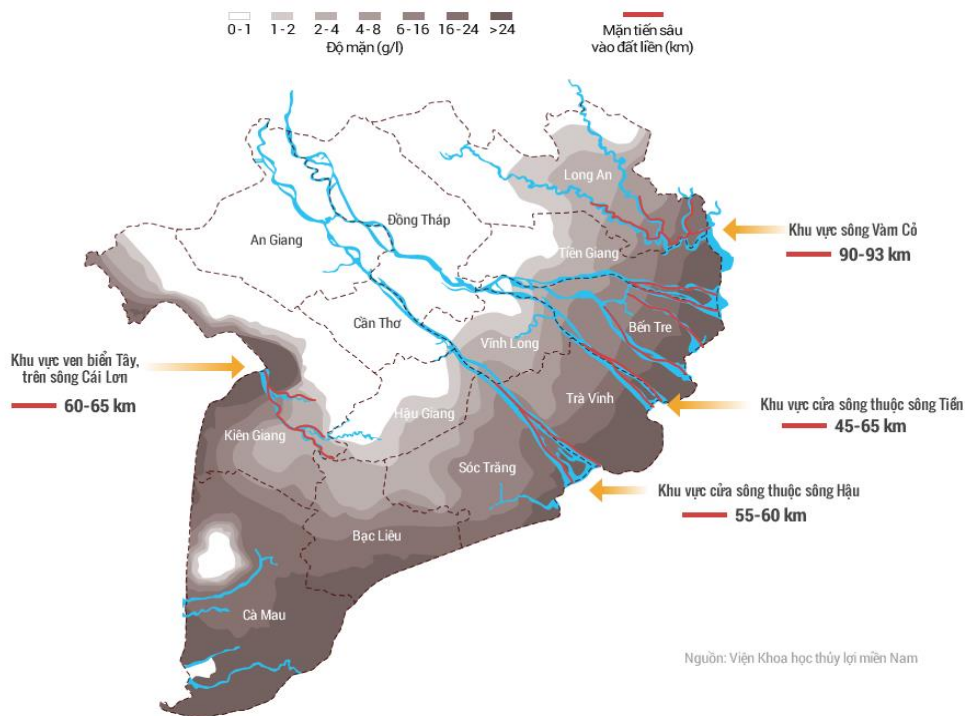 0-1 1-2 2-4 4-8 6-16 16-24 >24
Độ mặn (g/l)
Mặn tiến sâu
vào đất liền (km)
Long An
Đồng Tháp
An Giang
Tiền Giang
Khu vực sông Vàm Cỏ
90-93 km
Cần Thơ
Bến Tre
Vĩnh Long
Khu vực ven biển Tây,
trên sông Cái Lơn
60-65 km
Trà Vinh
Hậu Giang
Khu vực cửa sông thuộc sông Tiền
45-65 km
Kiên Giang
Sóc Trăng
Khu vực cửa sông thuộc sông Hậu
55-60 km
Bạc Liêu
Cà Mau
Nguồn: Viện Khoa học thủy lợi miền Nam